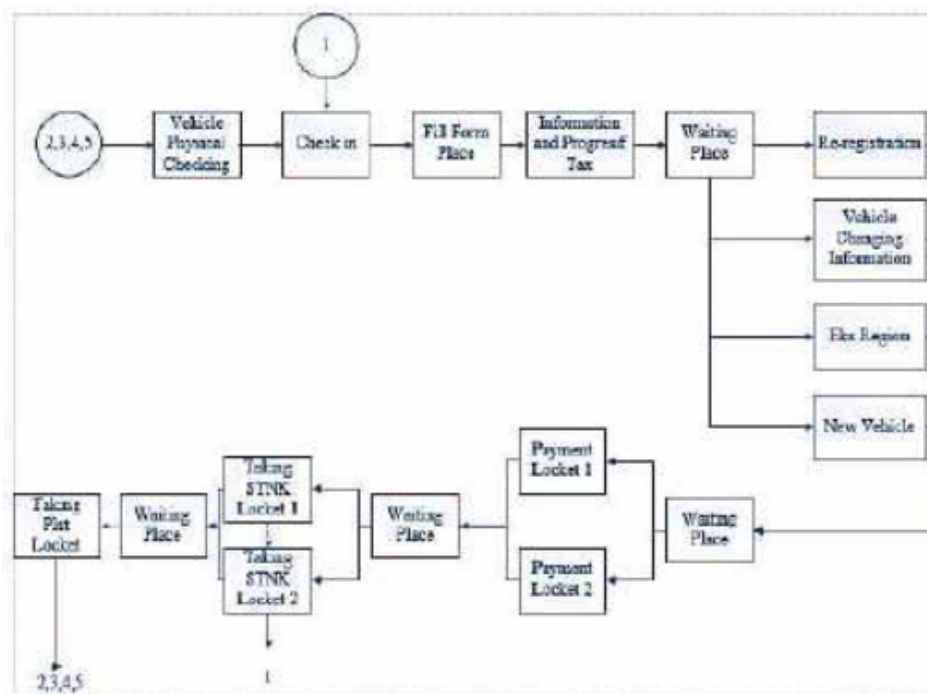 1
2,3,4,5
Vehicle
Physical
Checking
Check in
Fill Form
Place
Information
and Progresif
Tax
Waiting
Place
Re-registration
Vehicle
Changing
Information
Eks Region
New Vehicle
Payment
Locket 1
Payment
Locket 2
Waiting
Place
Waiting
Place
Taking
STNK
Locket 1
Taking
STNK
Locket 2
Waiting
Place
Taking
Plat
Locket
2,3,4,5
1